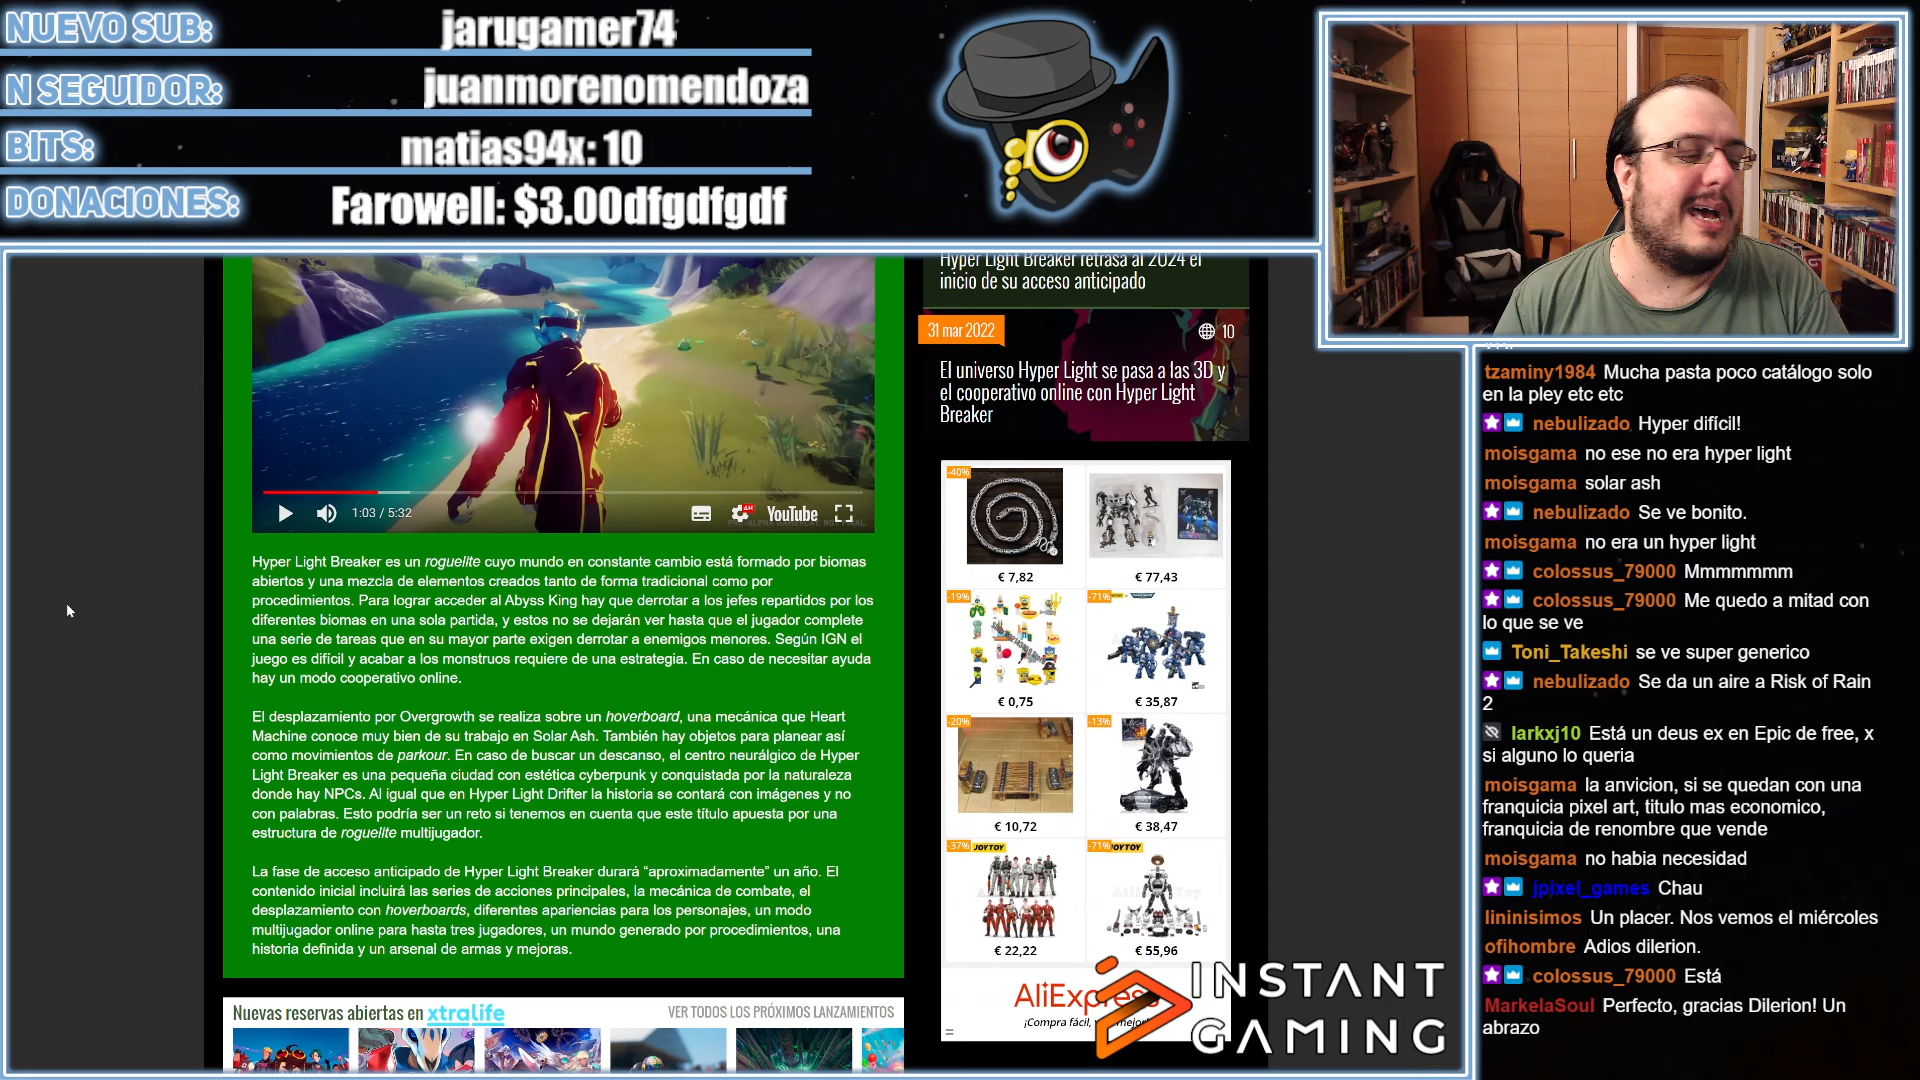 NUEVO SUB: jarugamer74
N SEGUIDOR: juanmorenomendoza
BITS: matias94x: 10
DONACIONES: Farowell: $3.00dfgdfgdf
1:03 / 5:32
YouTube
Hyper Light Breaker es un roguelite cuyo mundo en constante cambio está formado por biomas
abiertos y una mezcla de elementos creados tanto de forma tradicional como por
procedimientos. Para lograr acceder al Abyss King hay que derrotar a los jefes repartidos por los
diferentes biomas en una sola partida, y estos no se dejarán ver hasta que el jugador complete
una serie de tareas que en su mayor parte exigen derrotar a enemigos menores. Según IGN el
juego es difícil y acabar a los monstruos requiere de una estrategia. En caso de necesitar ayuda
hay un modo cooperativo online.
El desplazamiento por Overgrowth se realiza sobre un hoverboard, una mecánica que Heart
Machine conoce muy bien de su trabajo en Solar Ash. También hay objetos para planear así
como movimientos de parkour. En caso de buscar un descanso, el centro neurálgico de Hyper
Light Breaker es una pequeña ciudad con estética cyberpunk y conquistada por la naturaleza
donde hay NPCs. Al igual que en Hyper Light Drifter la historia se contará con imágenes y no
con palabras. Esto podría ser un reto si tenemos en cuenta que este título apuesta por una
estructura de roguelite multijugador.
La fase de acceso anticipado de Hyper Light Breaker durará “aproximadamente” un año. El
contenido inicial incluirá las series de acciones principales, la mecánica de combate, el
desplazamiento con hoverboards, diferentes apariencias para los personajes, un modo
multijugador online para hasta tres jugadores, un mundo generado por procedimientos, una
historia definida y un arsenal de armas y mejoras.
Nuevas reservas abiertas en xtralife
VER TODOS LOS PRÓXIMOS LANZAMIENTOS
Hyper Light Breaker retrasa al 2024 el
inicio de su acceso anticipado
31 mar 2022
10
El universo Hyper Light se pasa a las 3D y
el cooperativo online con Hyper Light
Breaker
-40%
€ 7,82
€ 77,43
-19%
-71%
€ 0,75
€ 35,87
-20%
-13%
€ 10,72
€ 38,47
-37% JOYTOY
-71% JOYTOY
€ 22,22
€ 55,96
AliExpress
INSTANT
GAMING
tzaminy1984 Mucha pasta poco catálogo solo
en la pley etc etc
nebulizado Hyper difícil!
moisgama no ese no era hyper light
moisgama solar ash
nebulizado Se ve bonito.
moisgama no era un hyper light
colossus_79000 Mmmmmmm
colossus_79000 Me quedo a mitad con
lo que se ve
Toni_Takeshi se ve super generico
nebulizado Se da un aire a Risk of Rain
2
larkxj10 Está un deus ex en Epic de free, x
si alguno lo queria
moisgama la anvicion, si se quedan con una
franquicia pixel art, titulo mas economico,
franquicia de renombre que vende
moisgama no habia necesidad
jpixel_games Chau
lininisimos Un placer. Nos vemos el miércoles
ofihombre Adios dilerion.
colossus_79000 Está
MarkelaSoul Perfecto, gracias Dilerion! Un
abrazo